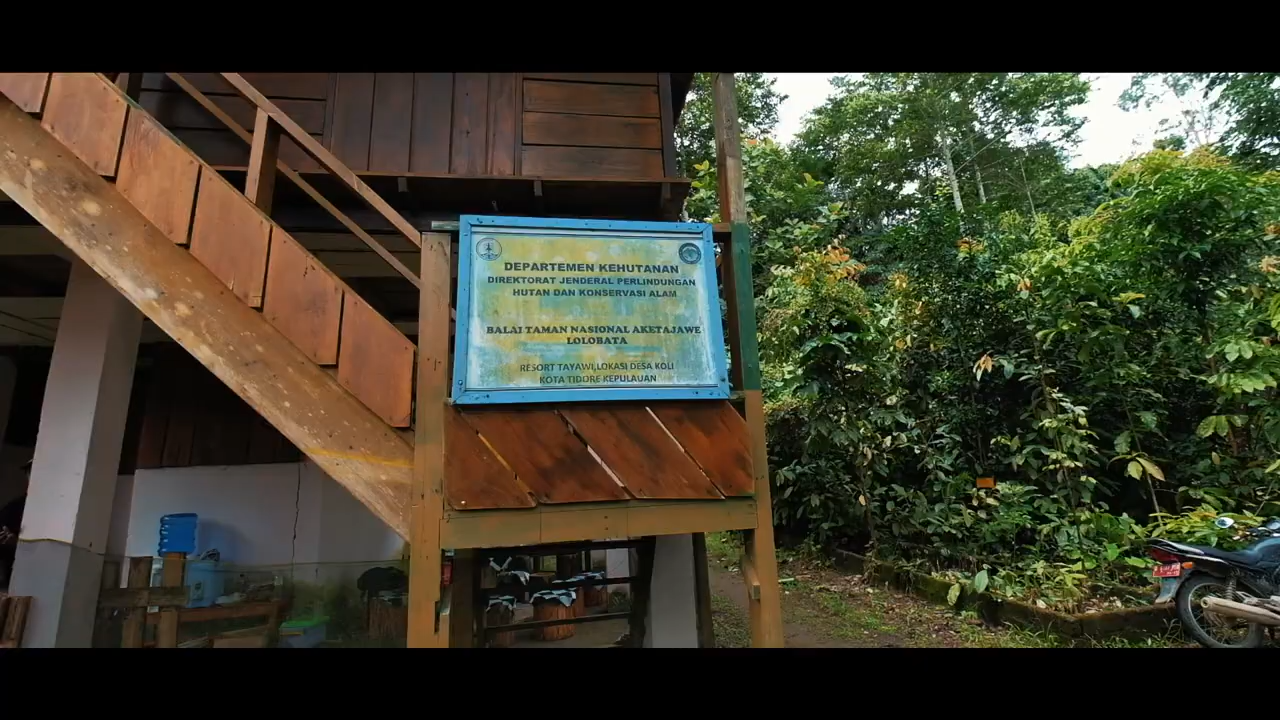 DEPARTEMEN KEHUTANAN
DIREKTORAT JENDERAL PERLINDUNGAN
HUTAN DAN KONSERVASI ALAM
BALAI TAMAN NASIONAL AKETAJAWE
LOLOBATA
RESORT TAYAWI,LOKASI DESA KOLI
KOTA TIDORE KEPULAUAN